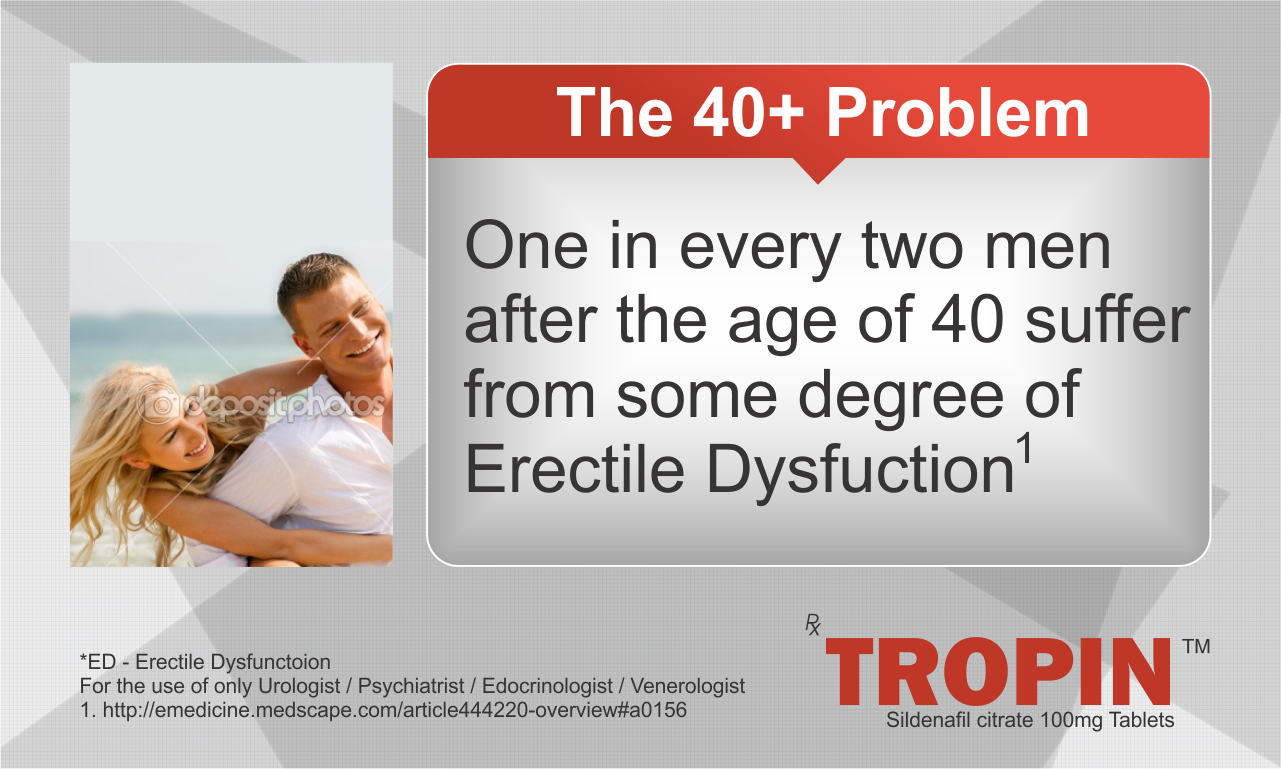 The 40+ Problem
One in every two men
after the age of 40 suffer
from some degree of
Erectile Dysfuction1
depositphotos
*ED - Erectile Dysfunctoion
For the use of only Urologist / Psychiatrist / Edocrinologist / Venerologist
1. http://emedicine.medscape.com/article444220-overview#a0156
Rx
TROPIN TM
Sildenafil citrate 100mg Tablets